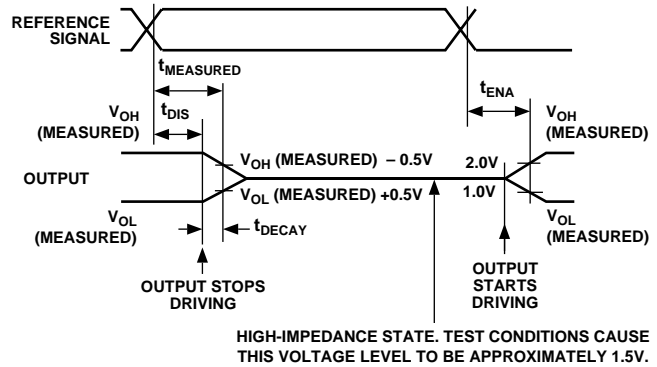 REFERENCE
SIGNAL
tMEASURED
tENA
VOH
(MEASURED)
tDIS
VOH
(MEASURED)
VOH (MEASURED) – 0.5V
2.0V
OUTPUT
VOL (MEASURED) +0.5V
1.0V
VOL
(MEASURED)
tDECAY
VOL
(MEASURED)
OUTPUT STOPS
DRIVING
OUTPUT
STARTS
DRIVING
HIGH-IMPEDANCE STATE. TEST CONDITIONS CAUSE
THIS VOLTAGE LEVEL TO BE APPROXIMATELY 1.5V.